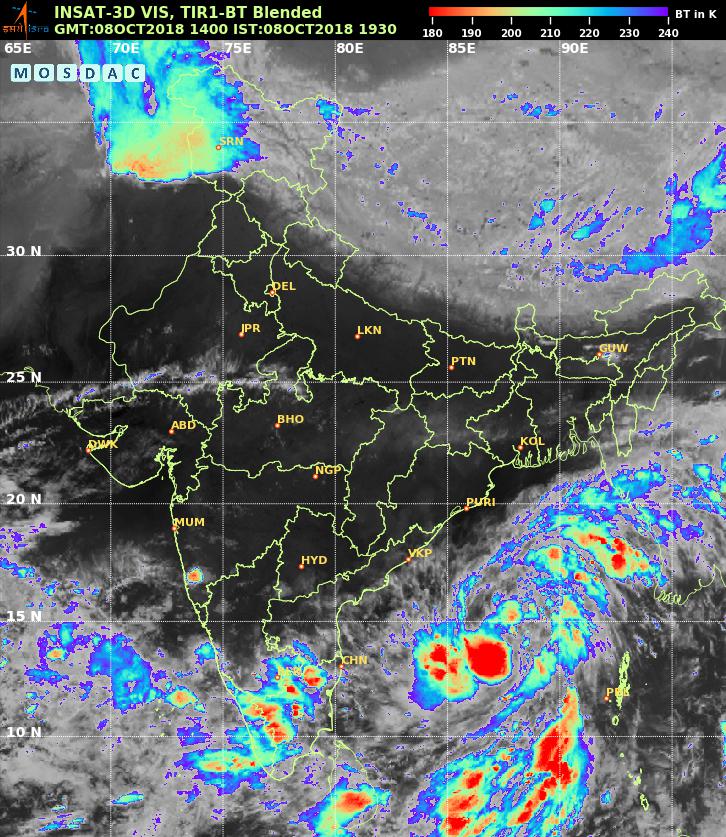 INSAT-3D VIS, TIR1-BT Blended
GMT:08OCT2018 1400 IST:08OCT2018 1930
BT in K
180 190 200 210 220 230 240
65E 70E 75E 80E 85E 90E
M O S D A C
SRN
30 N
DEL
JPR
LKN
GUW
PTN
25 N
BHO
ABD
KOL
DWK
NGP
20 N
PURI
MUM
VKP
HYD
15 N
CHN
10 N